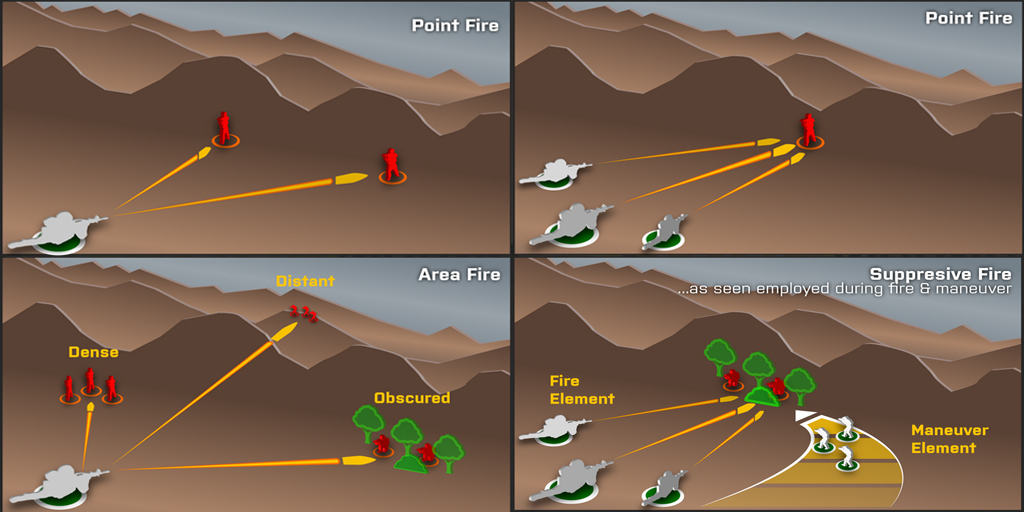 Point Fire
Point Fire
Area Fire
Distant
Dense
Obscured
Suppresive Fire
...as seen employed during fire & maneuver
Fire
Element
Maneuver
Element